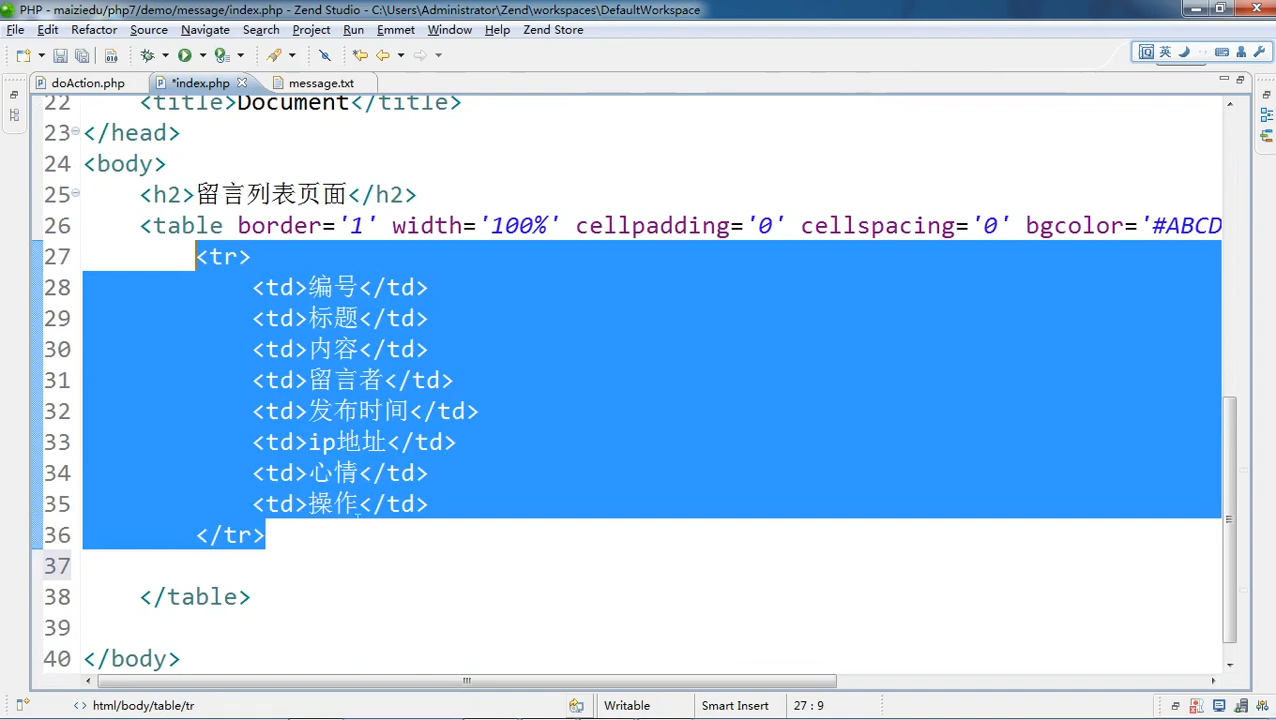 PHP - maiziedu/php7/demo/message/index.php - Zend Studio - C:\Users\Administrator\Zend\workspaces\DefaultWorkspace
File Edit Refactor Source Navigate Search Project Run Emmet Window Help Zend Store
英
doAction.php *index.php message.txt
22 <title>Document</title>
23 </head>
24 <body>
25 <h2>留言列表页面</h2>
26 <table border='1' width='100%' cellpadding='0' cellspacing='0' bgcolor='#ABCD
27 <tr>
28 <td>编号</td>
29 <td>标题</td>
30 <td>内容</td>
31 <td>留言者</td>
32 <td>发布时间</td>
33 <td>ip地址</td>
34 <td>心情</td>
35 <td>操作</td>
36 </tr>
37
38 </table>
39
40 </body>
<> html/body/table/tr Writable Smart Insert 27 : 9